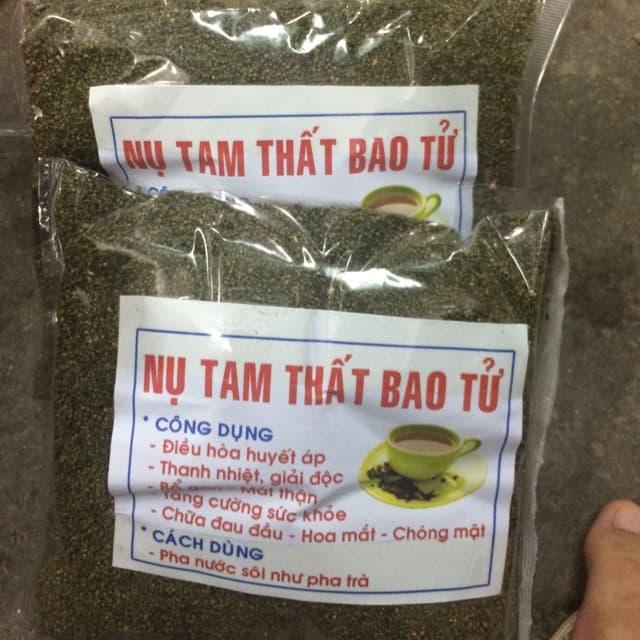 NỤ TAM THẤT BAO TỬ
NỤ TAM THẤT BAO TỬ
* CÔNG DỤNG
- Điều hòa huyết áp
- Thanh nhiệt, giải độc
- Mát thận
- Tăng cường sức khỏe
- Chữa đau đầu - Hoa mắt - Chóng mặt
* CÁCH DÙNG
- Pha nước sôi như pha trà